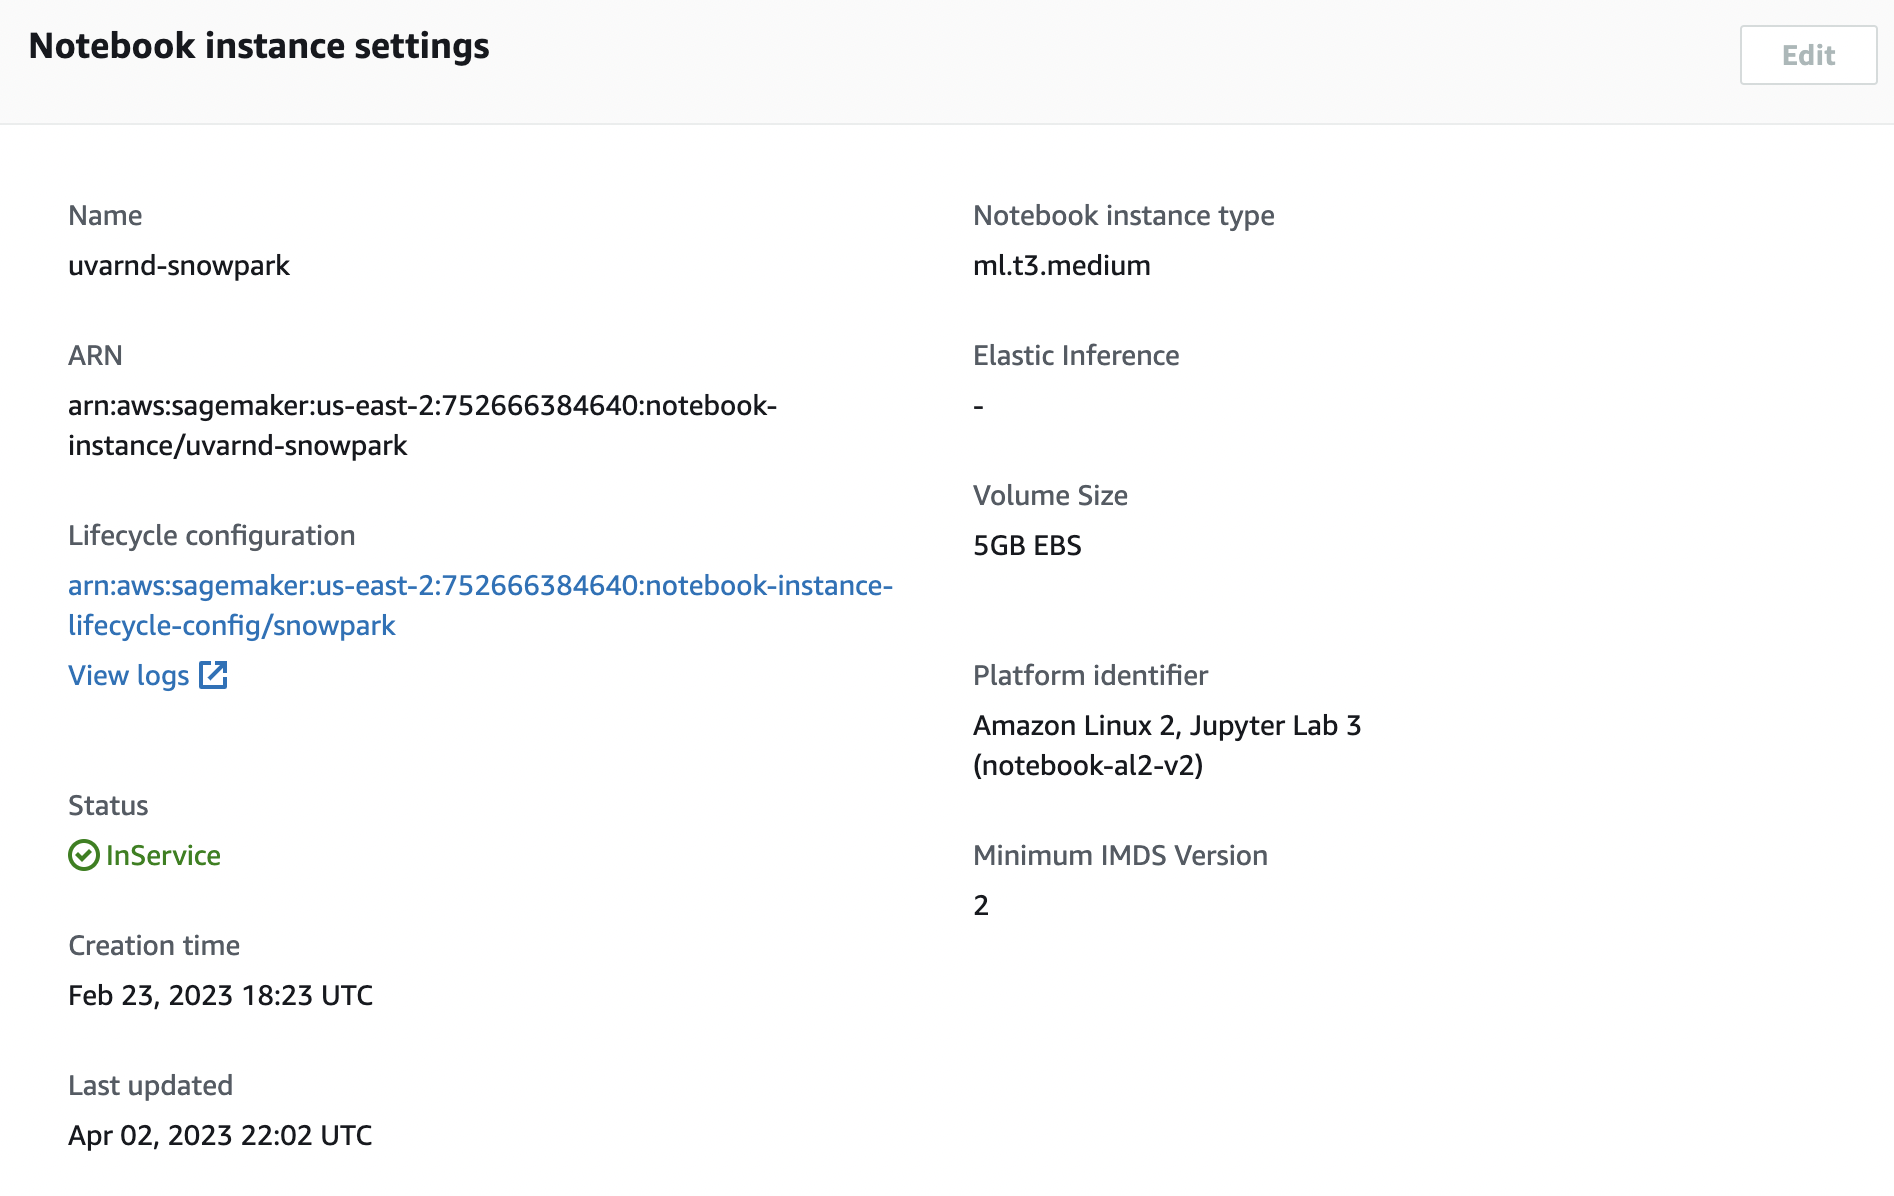 Notebook instance settings
Edit
Name
uvarnd-snowpark
ARN
arn:aws:sagemaker:us-east-2:752666384640:notebook-
instance/uvarnd-snowpark
Lifecycle configuration
arn:aws:sagemaker:us-east-2:752666384640:notebook-instance-
lifecycle-config/snowpark
View logs
Status
InService
Creation time
Feb 23, 2023 18:23 UTC
Last updated
Apr 02, 2023 22:02 UTC
Notebook instance type
ml.t3.medium
Elastic Inference
-
Volume Size
5GB EBS
Platform identifier
Amazon Linux 2, Jupyter Lab 3
(notebook-al2-v2)
Minimum IMDS Version
2